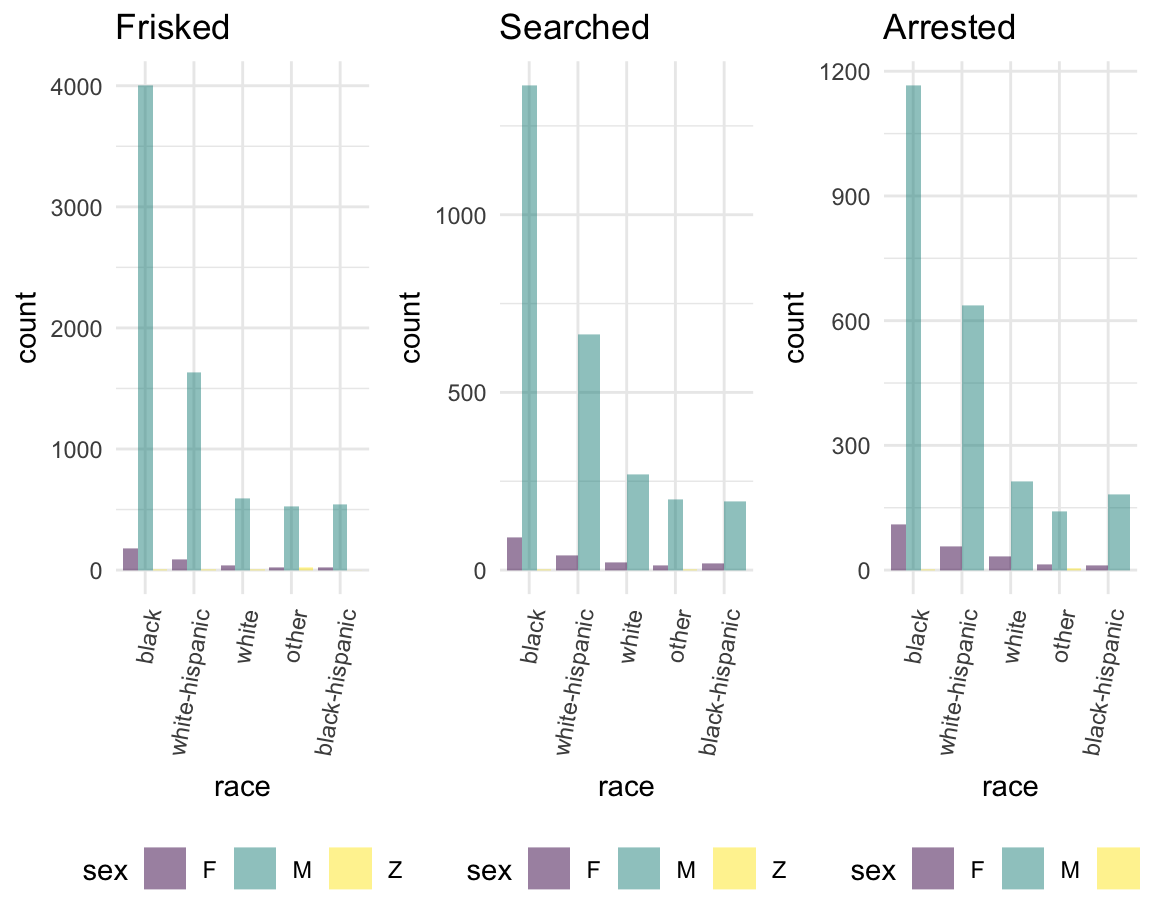 Frisked
4000
3000
2000
1000
0
count
black
white-hispanic
white
other
black-hispanic
race
sex F M Z
Searched
1000
500
0
count
black
white-hispanic
white
other
black-hispanic
race
sex F M Z
Arrested
1200
900
600
300
0
count
black
white-hispanic
white
other
black-hispanic
race
sex F M